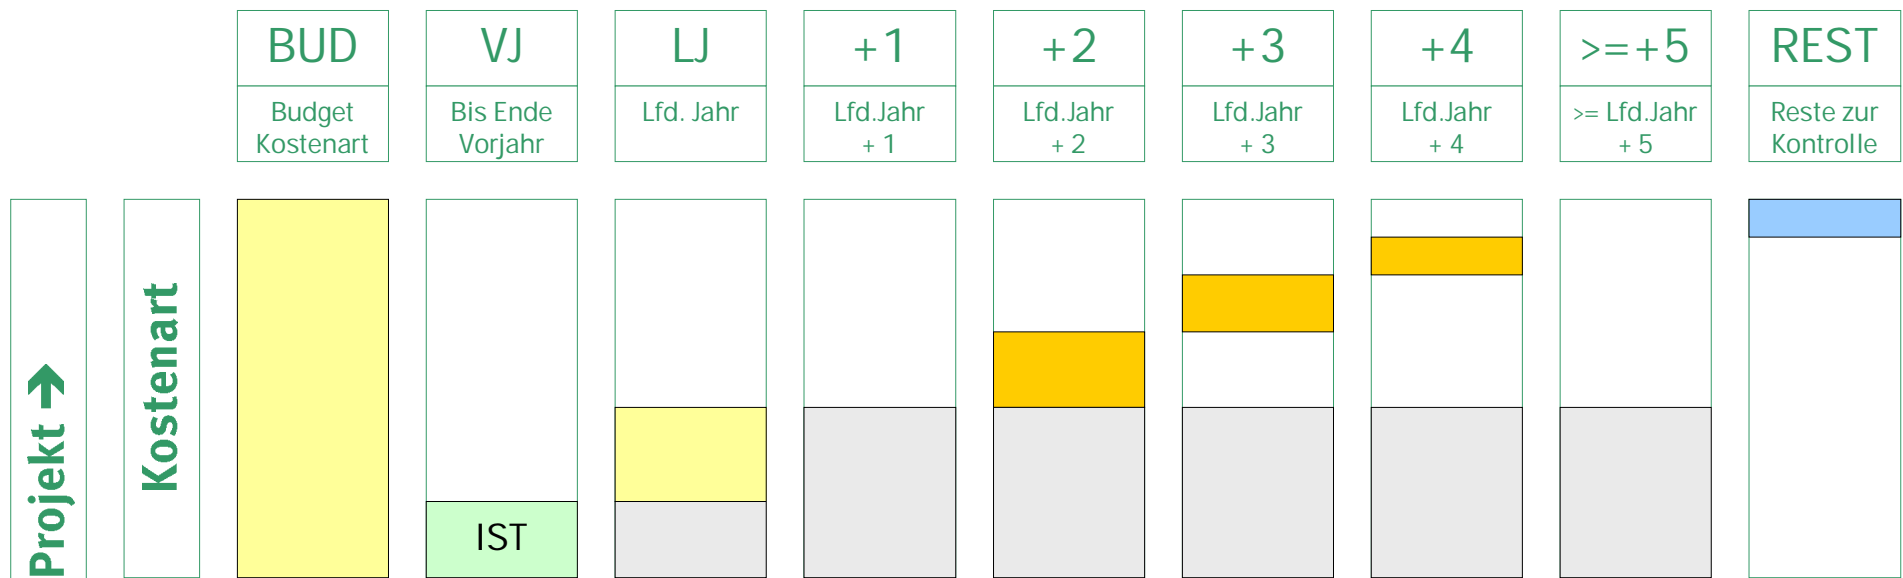 BUD
VJ
LJ
+1
+2
+3
+4
>=+5
REST
Budget
Kostenart
Bis Ende
Vorjahr
Lfd. Jahr
Lfd.Jahr
+ 1
Lfd.Jahr
+ 2
Lfd.Jahr
+ 3
Lfd.Jahr
+ 4
>= Lfd.Jahr
+ 5
Reste zur
Kontrolle
Projekt ➔
Kostenart
IST